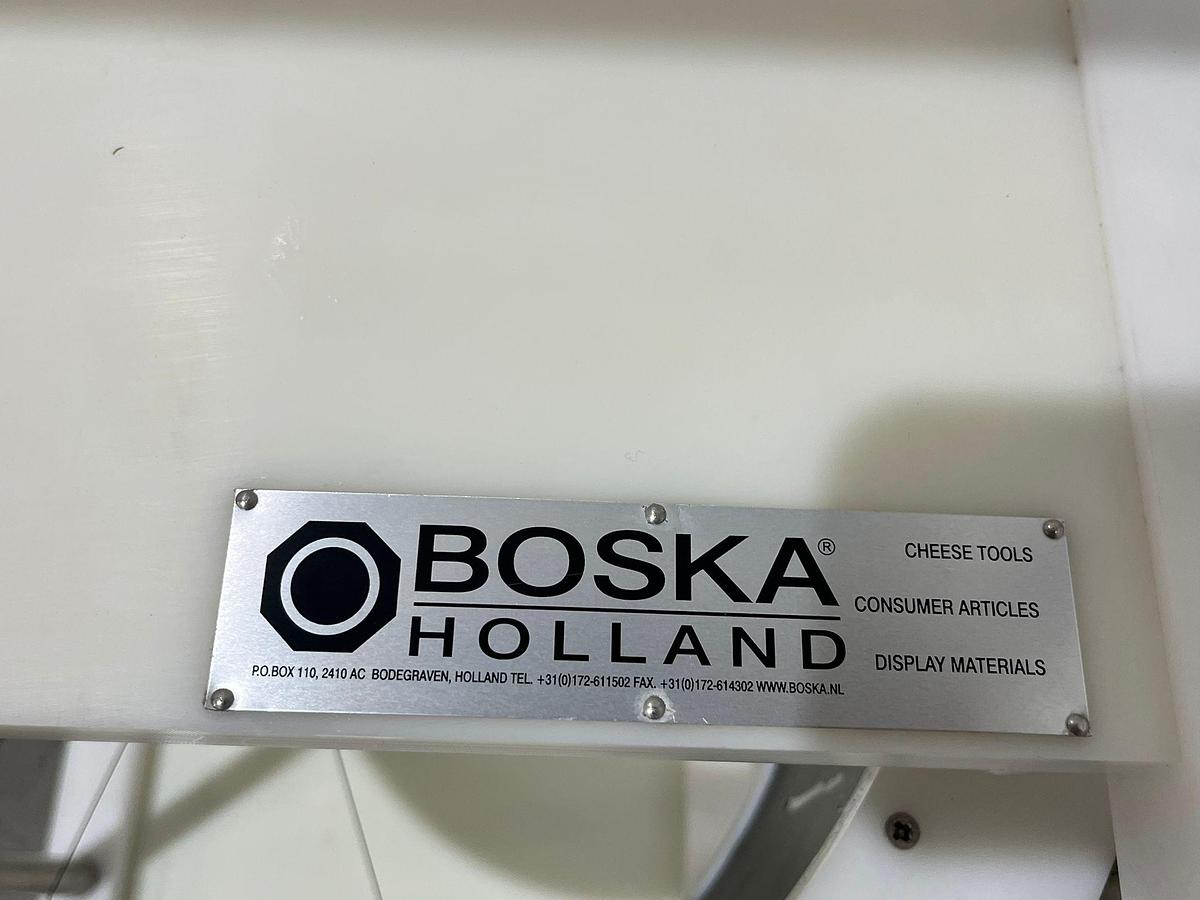 BOSKA®
HOLLAND
P.O.BOX 110, 2410 AC BODEGRAVEN, HOLLAND TEL. +31(0)172-611502 FAX. +31(0)172-614302 WWW.BOSKA.NL
CHEESE TOOLS
CONSUMER ARTICLES
DISPLAY MATERIALS